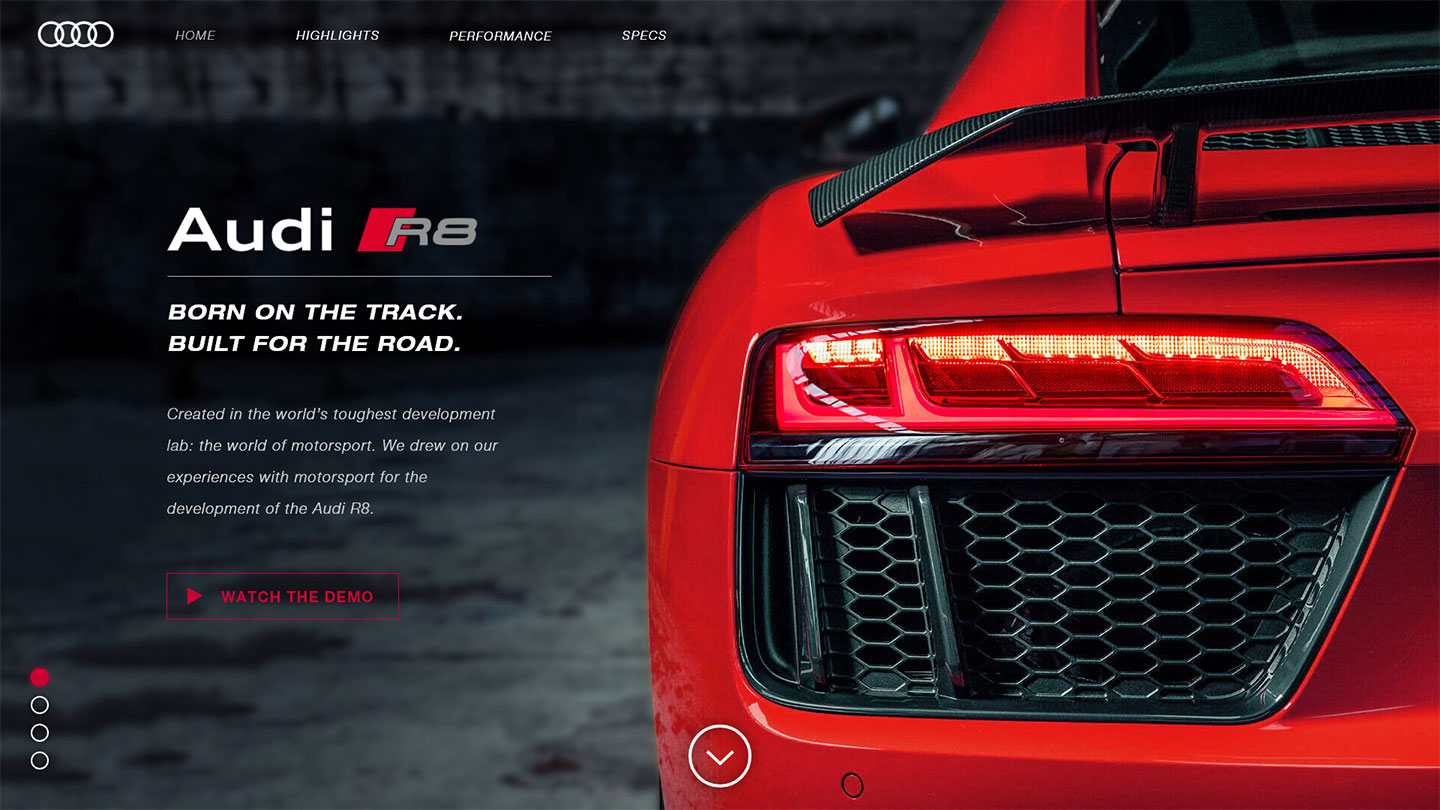 HOME HIGHLIGHTS PERFORMANCE SPECS
Audi R8
BORN ON THE TRACK.
BUILT FOR THE ROAD.
Created in the world's toughest development
lab: the world of motorsport. We drew on our
experiences with motorsport for the
development of the Audi R8.
WATCH THE DEMO